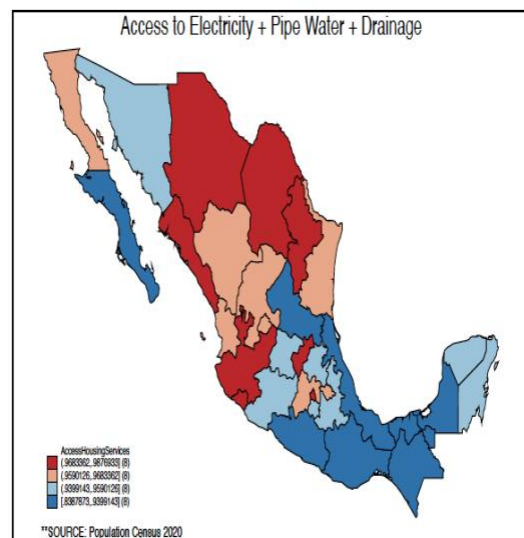 Access to Electricity + Pipe Water + Drainage
AccessHousingServices
(.9683362,.9876933] (8)
(.9590126,.9683362] (8)
(.9399143,.9590126] (8)
[.8387873,.9399143] (8)
**SOURCE: Population Census 2020